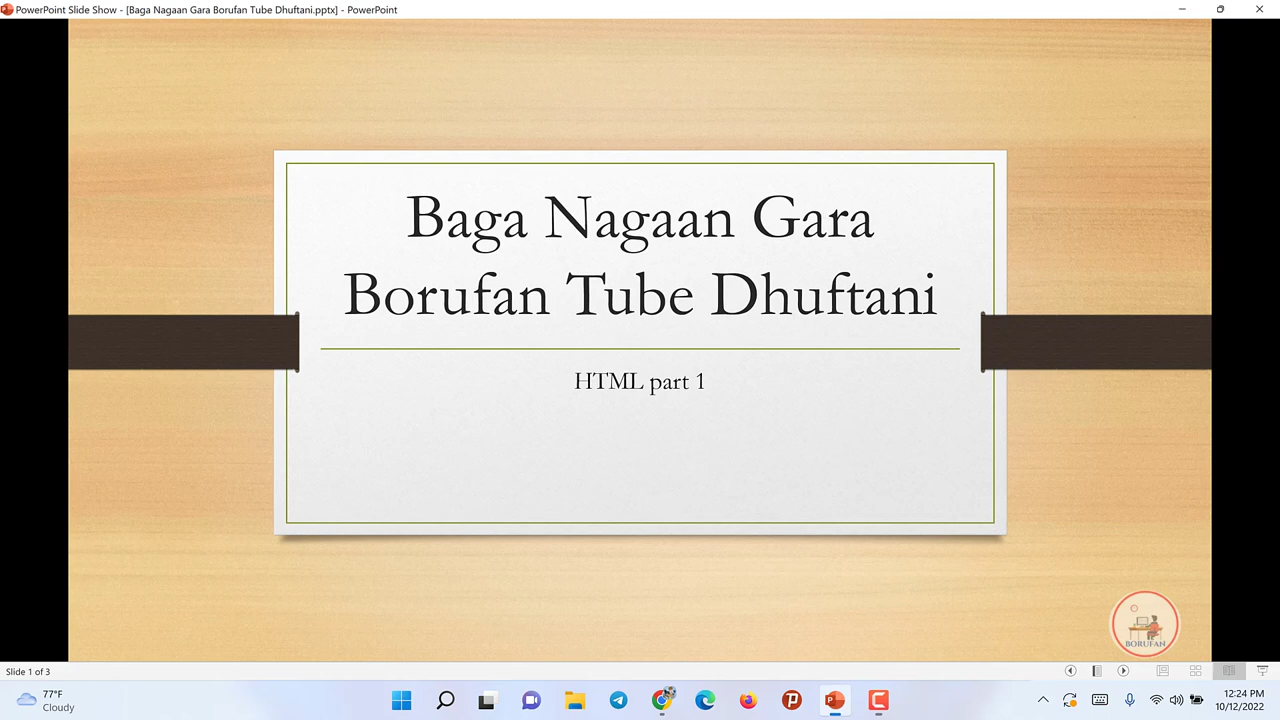 PowerPoint Slide Show - [Baga Nagaan Gara Borufan Tube Dhuftani.pptx] - PowerPoint
Baga Nagaan Gara
Borufan Tube Dhuftani
HTML part 1
BORUFAN
Slide 1 of 3
77°F
Cloudy
12:24 PM
10/12/2022